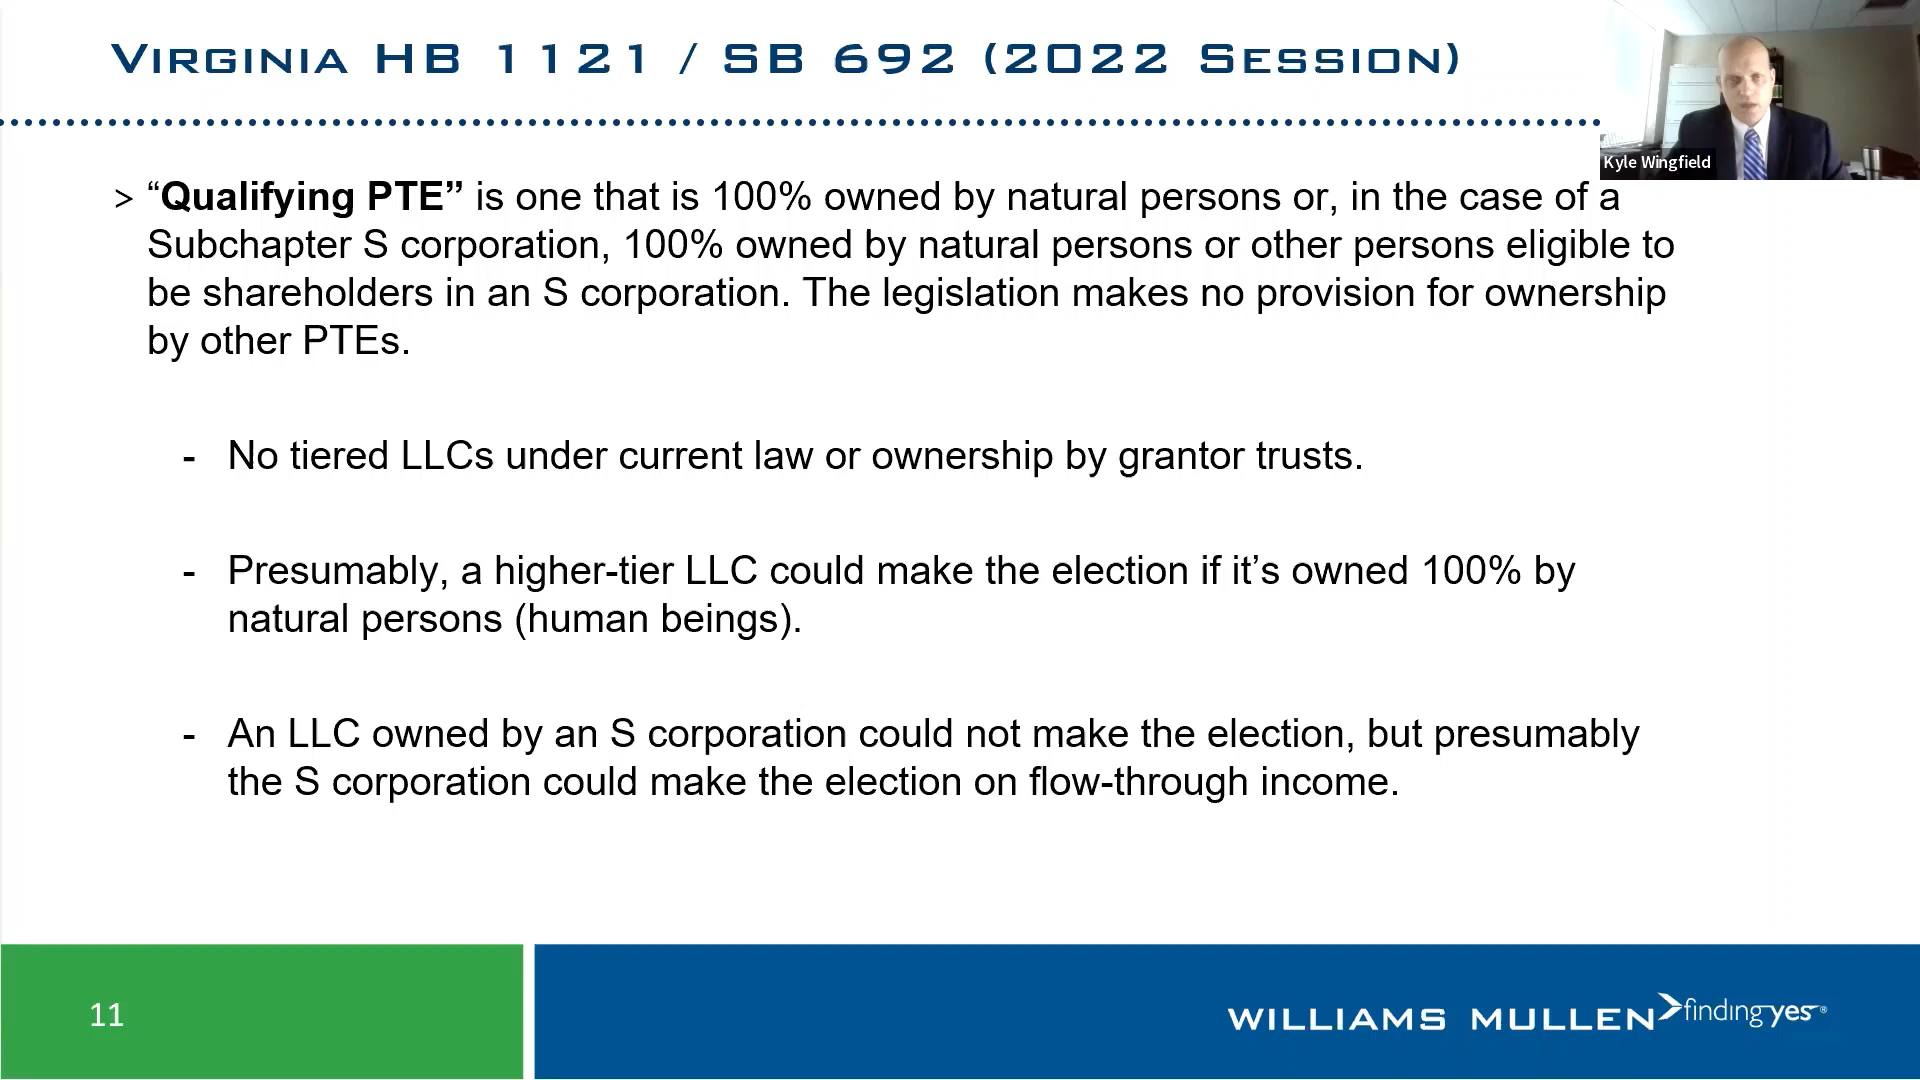 VIRGINIA HB 1121 / SB 692 (2022 SESSION)
Kyle Wingfield
> “Qualifying PTE” is one that is 100% owned by natural persons or, in the case of a
Subchapter S corporation, 100% owned by natural persons or other persons eligible to
be shareholders in an S corporation. The legislation makes no provision for ownership
by other PTEs.
- No tiered LLCs under current law or ownership by grantor trusts.
- Presumably, a higher-tier LLC could make the election if it’s owned 100% by
natural persons (human beings).
- An LLC owned by an S corporation could not make the election, but presumably
the S corporation could make the election on flow-through income.
11
WILLIAMS MULLEN findingyes®